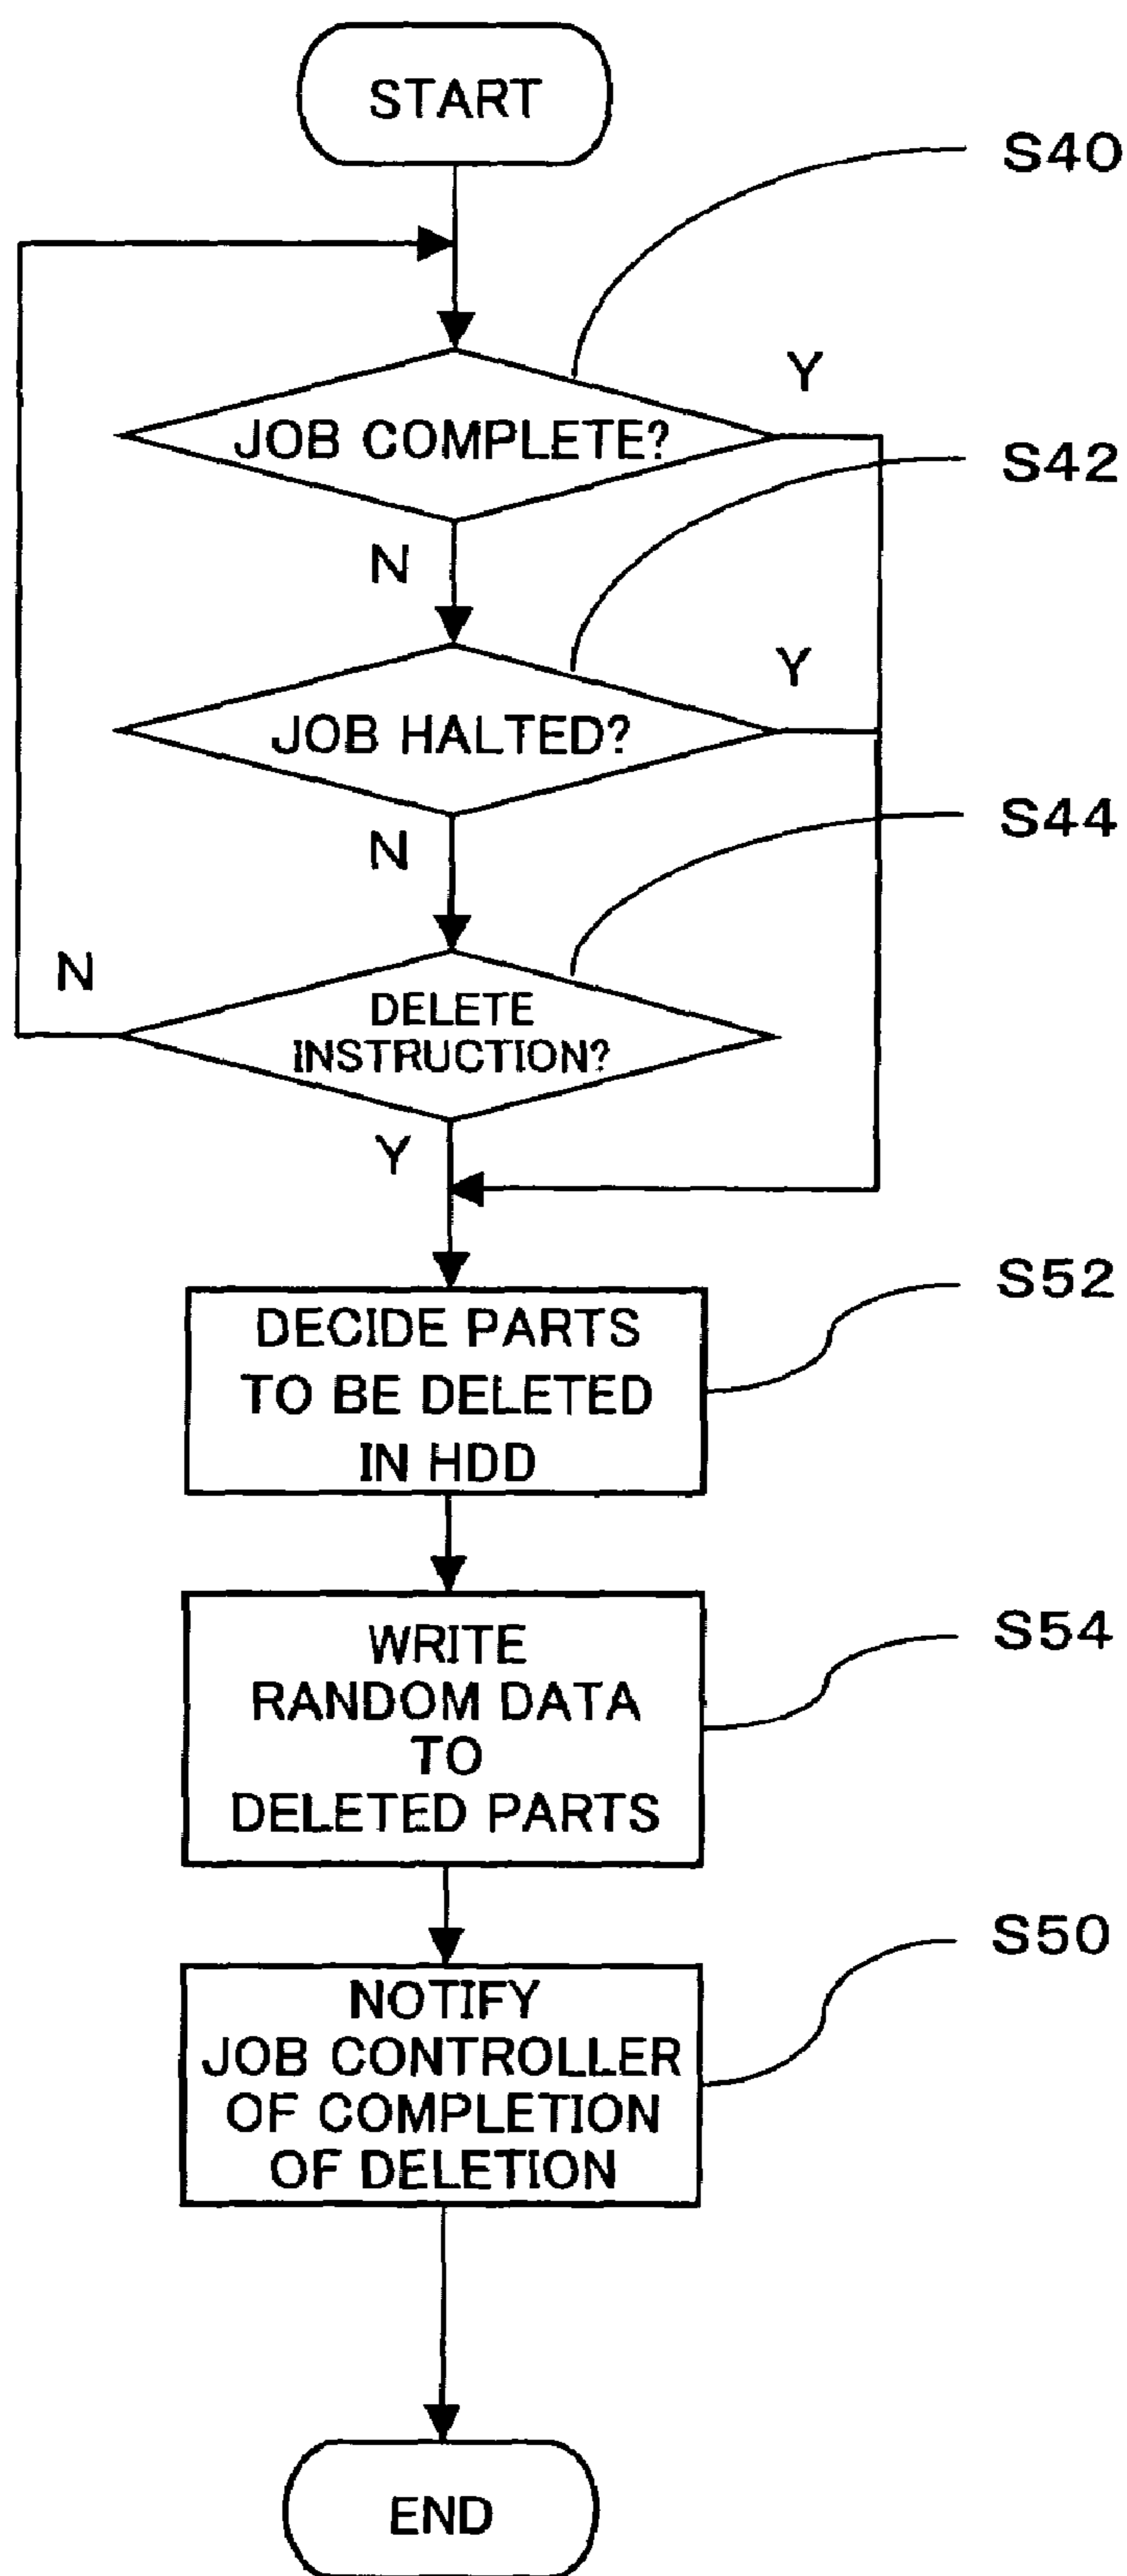 START
S40
Y
JOB COMPLETE?
S42
N
Y
JOB HALTED?
S44
N
N
DELETE
INSTRUCTION?
Y
S52
DECIDE PARTS
TO BE DELETED
IN HDD
S54
WRITE
RANDOM DATA
TO
DELETED PARTS
S50
NOTIFY
JOB CONTROLLER
OF COMPLETION
OF DELETION
END